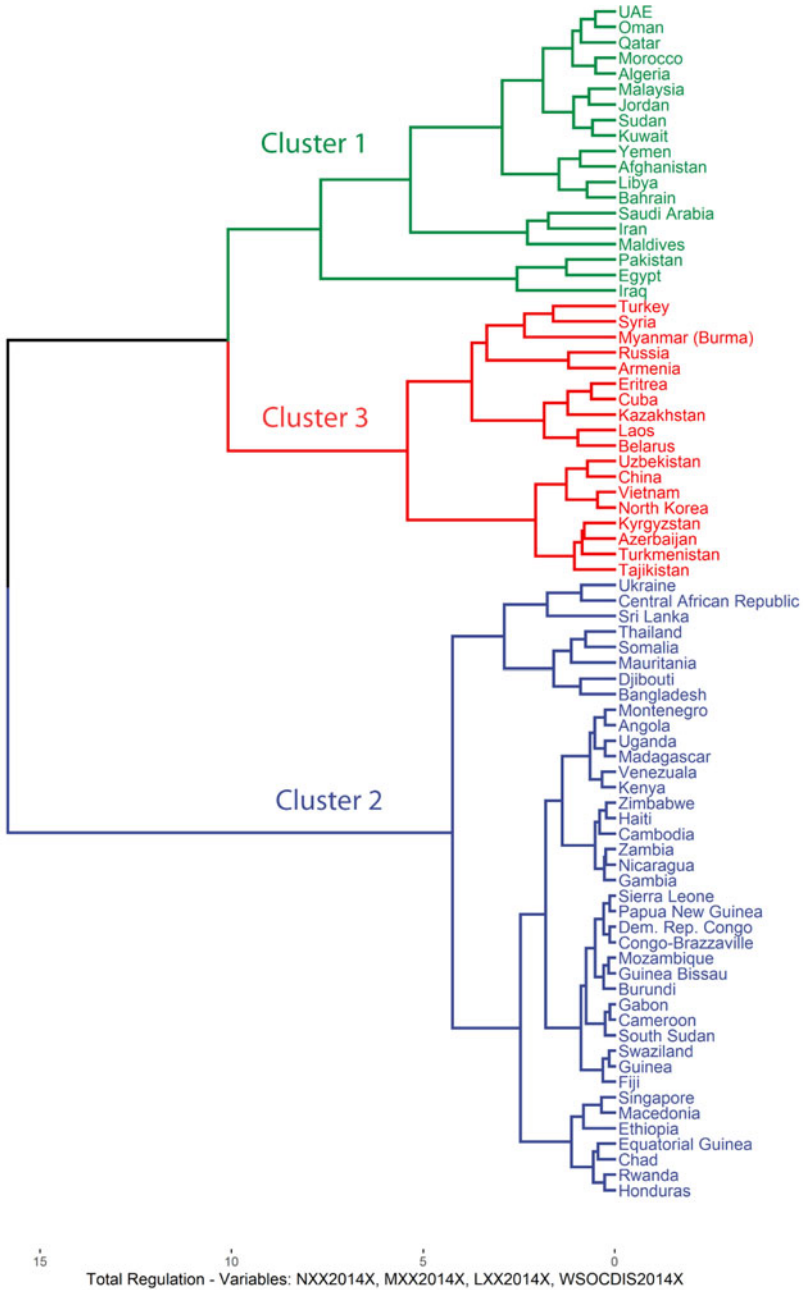 UAE
Oman
Qatar
Morocco
Algeria
Malaysia
Jordan
Sudan
Kuwait
Cluster 1
Yemen
Afghanistan
Libya
Bahrain
Saudi Arabia
Iran
Maldives
Pakistan
Egypt
Iraq
Turkey
Syria
Myanmar (Burma)
Russia
Armenia
Eritrea
Cuba
Kazakhstan
Cluster 3
Laos
Belarus
Uzbekistan
China
Vietnam
North Korea
Kyrgyzstan
Azerbaijan
Turkmenistan
Tajikistan
Ukraine
Central African Republic
Sri Lanka
Thailand
Somalia
Mauritania
Djibouti
Bangladesh
Montenegro
Angola
Uganda
Madagascar
Venezuala
Kenya
Cluster 2
Zimbabwe
Haiti
Cambodia
Zambia
Nicaragua
Gambia
Sierra Leone
Papua New Guinea
Dem. Rep. Congo
Congo-Brazzaville
Mozambique
Guinea Bissau
Burundi
Gabon
Cameroon
South Sudan
Swaziland
Guinea
Fiji
Singapore
Macedonia
Ethiopia
Equatorial Guinea
Chad
Rwanda
Honduras
15 10 5 0
Total Regulation - Variables: NXX2014X, MXX2014X, LXX2014X, WSOCDIS2014X